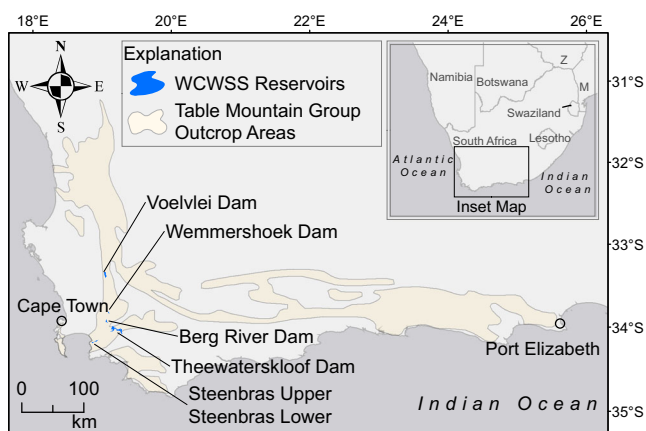 18°E
20°E
22°E
24°E
26°E
N
W E
S
Explanation
WCWSS Reservoirs
Table Mountain Group
Outcrop Areas
Namibia
Botswana
Z
M
Swaziland
South Africa
Lesotho
Atlantic
Ocean
Indian
Ocean
Inset Map
31°S
32°S
33°S
34°S
35°S
Voelvlei Dam
Wemmershoek Dam
Cape Town
Berg River Dam
Port Elizabeth
Theewaterskloof Dam
Steenbras Upper
Steenbras Lower
0 100
km
Indian Ocean